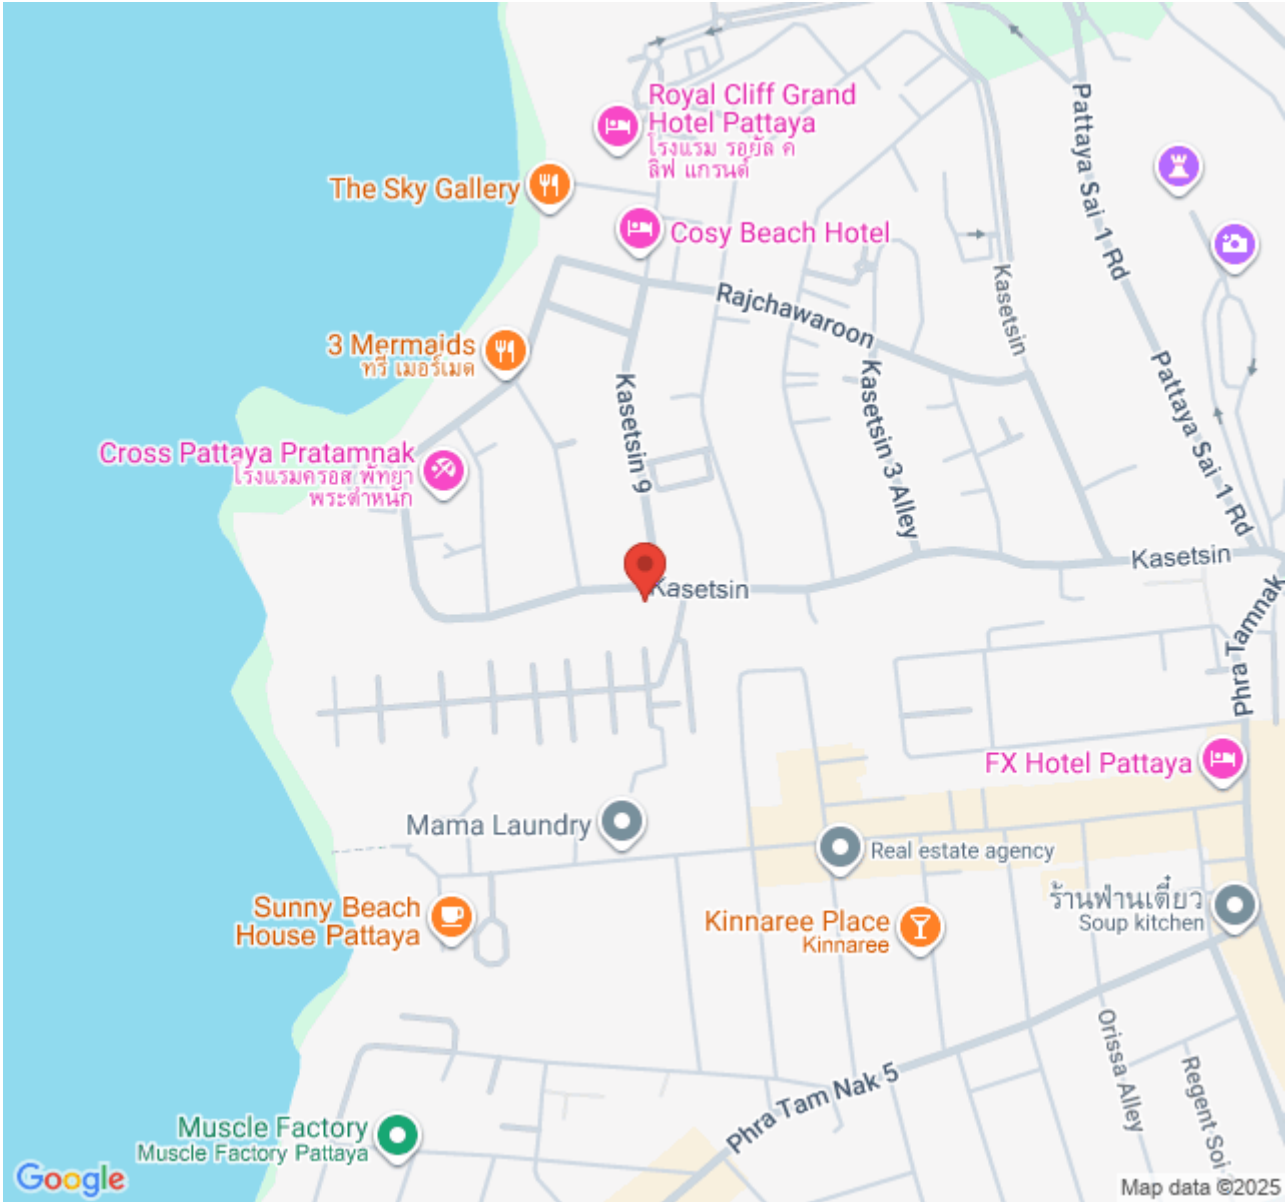 Royal Cliff Grand
Hotel Pattaya
โรงแรม รอยัล ค
ลิฟ แกรนด์
Pattaya Sai 1 Rd
The Sky Gallery
Cosy Beach Hotel
Kasetsin
Rajchawaroon
3 Mermaids
ทรี เมอร์เมด
Kasetsin 9
Kasetsin 3 Alley
Pattaya Sai 1 Rd
Cross Pattaya Pratamnak
โรงแรมครอส พัทยา
พระตำหนัก
Kasetsin
Kasetsin
Phra Tamnak
FX Hotel Pattaya
Mama Laundry
Real estate agency
ร้านฟ่านเตี๋ยว
Soup kitchen
Sunny Beach
House Pattaya
Kinnaree Place
Kinnaree
Orissa Alley
Regent Soi
Phra Tam Nak 5
Muscle Factory
Muscle Factory Pattaya
Google
Map data ©2025